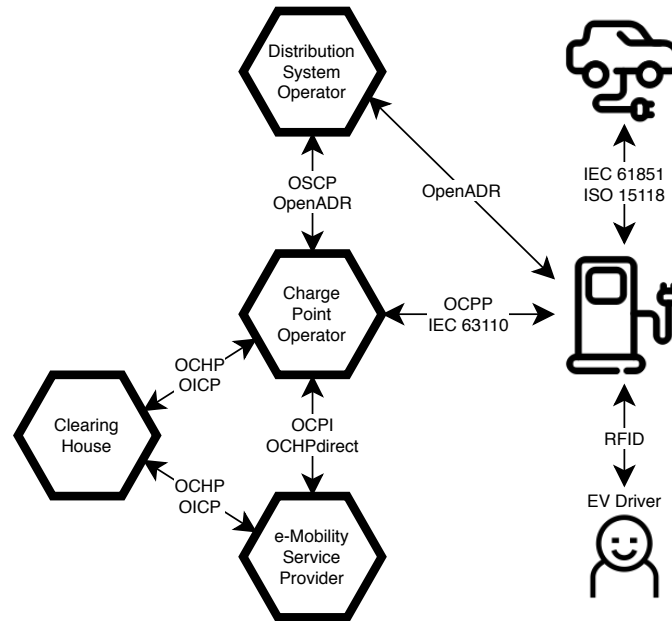 Distribution
System
Operator
OSCP
OpenADR
OpenADR
IEC 61851
ISO 15118
Charge
Point
Operator
OCPP
IEC 63110
OCHP
OICP
Clearing
House
OCPI
OCHPdirect
RFID
OCHP
OICP
EV Driver
e-Mobility
Service
Provider